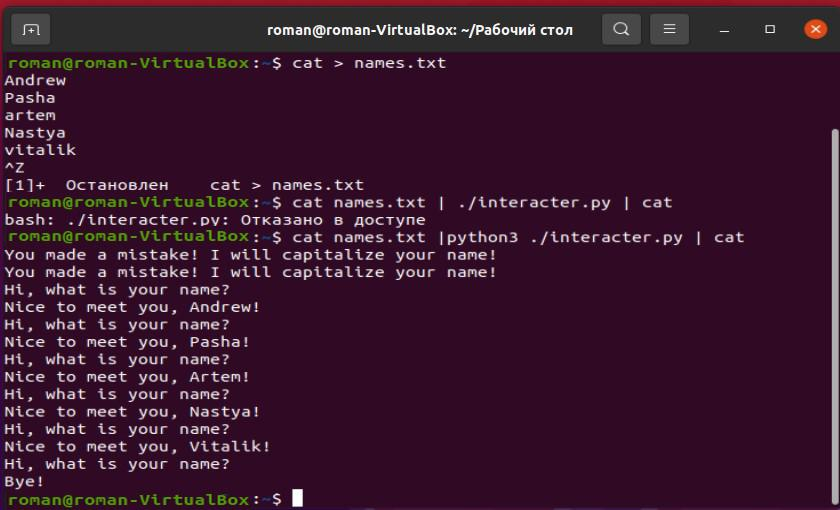 roman@roman-VirtualBox: ~/Рабочий стол
roman@roman-VirtualBox:~$ cat > names.txt
Andrew
Pasha
artem
Nastya
vitalik
^Z
[1]+  Остановлен    cat > names.txt
roman@roman-VirtualBox:~$ cat names.txt | ./interacter.py | cat
bash: ./interacter.py: Отказано в доступе
roman@roman-VirtualBox:~$ cat names.txt |python3 ./interacter.py | cat
You made a mistake! I will capitalize your name!
You made a mistake! I will capitalize your name!
Hi, what is your name?
Nice to meet you, Andrew!
Hi, what is your name?
Nice to meet you, Pasha!
Hi, what is your name?
Nice to meet you, Artem!
Hi, what is your name?
Nice to meet you, Nastya!
Hi, what is your name?
Nice to meet you, Vitalik!
Hi, what is your name?
Bye!
roman@roman-VirtualBox:~$